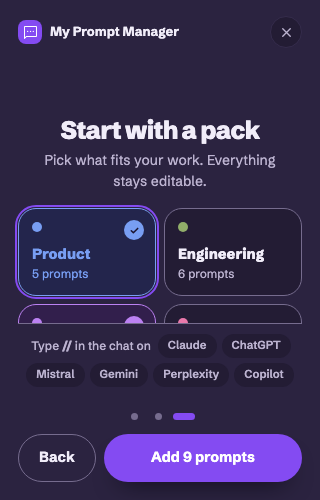 My Prompt Manager
Start with a pack
Pick what fits your work. Everything
stays editable.
Product
5 prompts
Engineering
6 prompts
Type // in the chat on Claude ChatGPT
Mistral Gemini Perplexity Copilot
Back Add 9 prompts